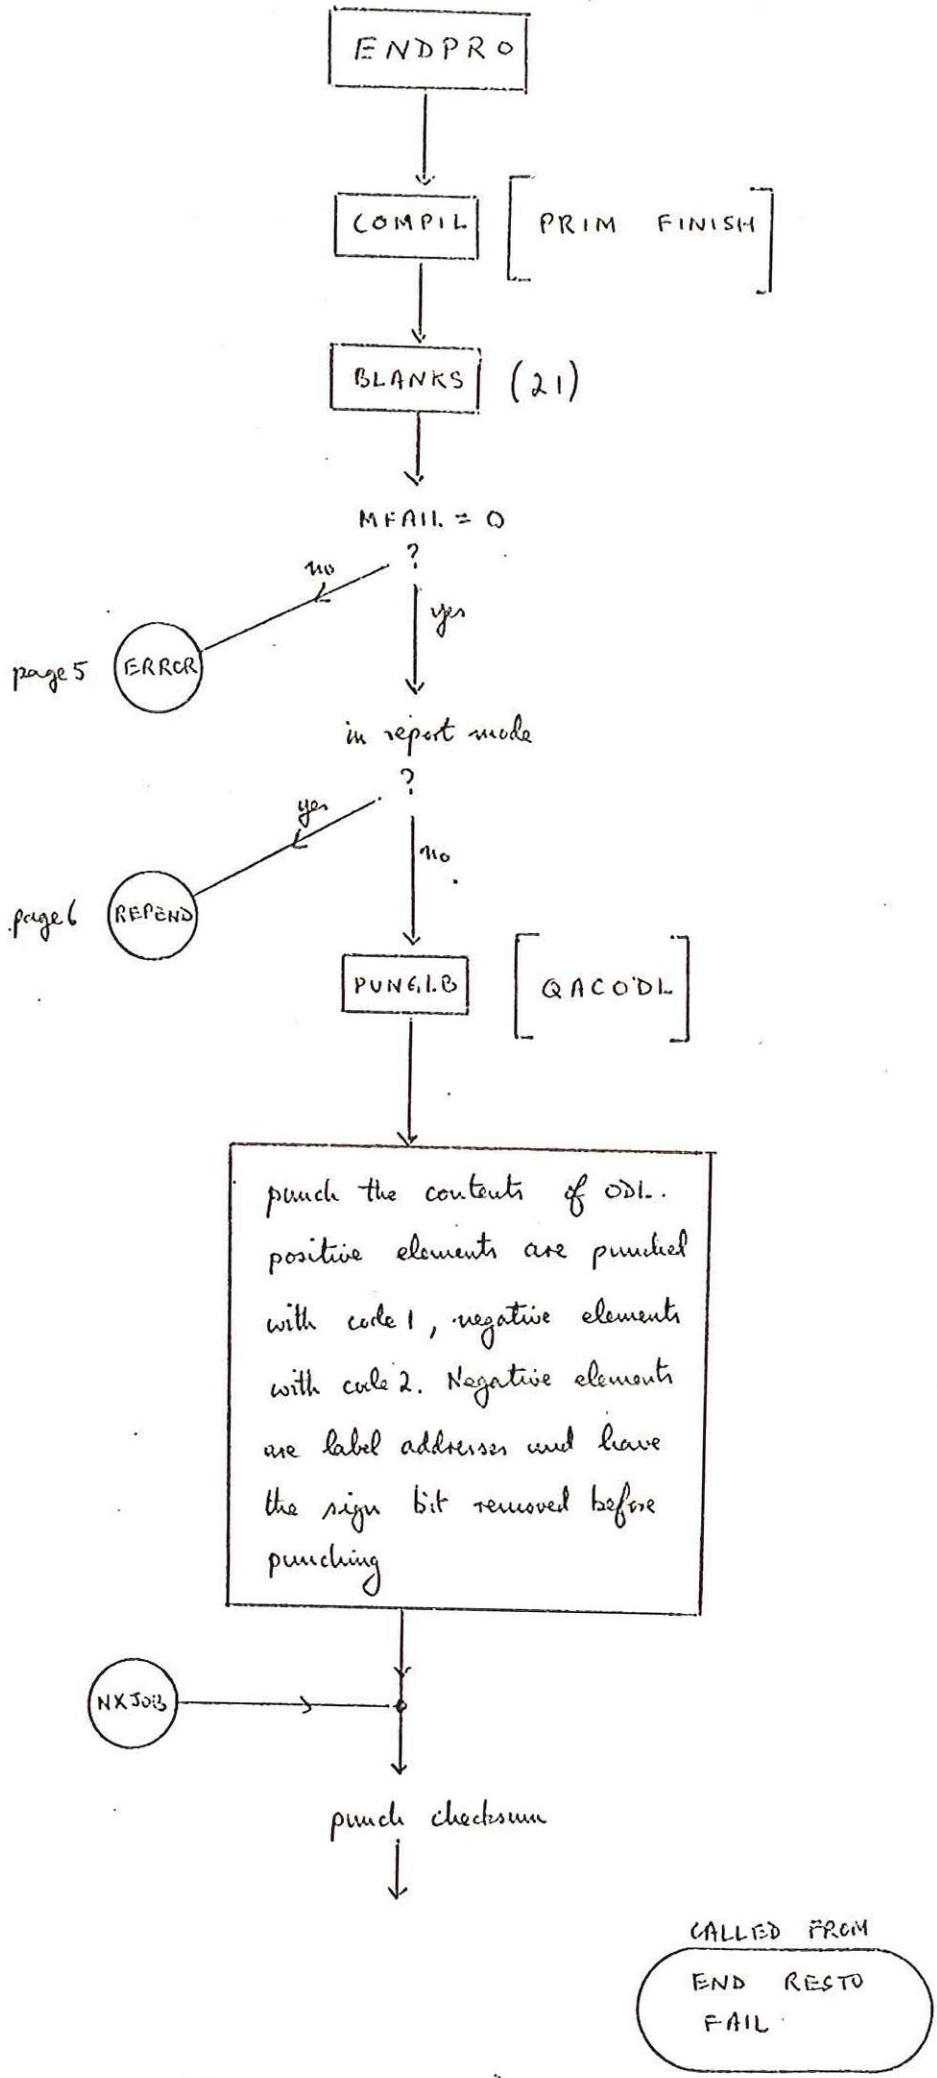 ENDPRO
COMPIL [PRIM FINISH]
BLANKS (21)
MFAIL = 0
?
no
yes
page 5 ERROR
in report mode
?
yes
no
page 6 REPEND
PUNGLB [QACODL]
punch the contents of ODL.
positive elements are punched
with code 1, negative elements
with code 2. Negative elements
are label addresses and have
the sign bit removed before
punching
NXJOB
punch checksum
CALLED FROM
END RESTO
FAIL